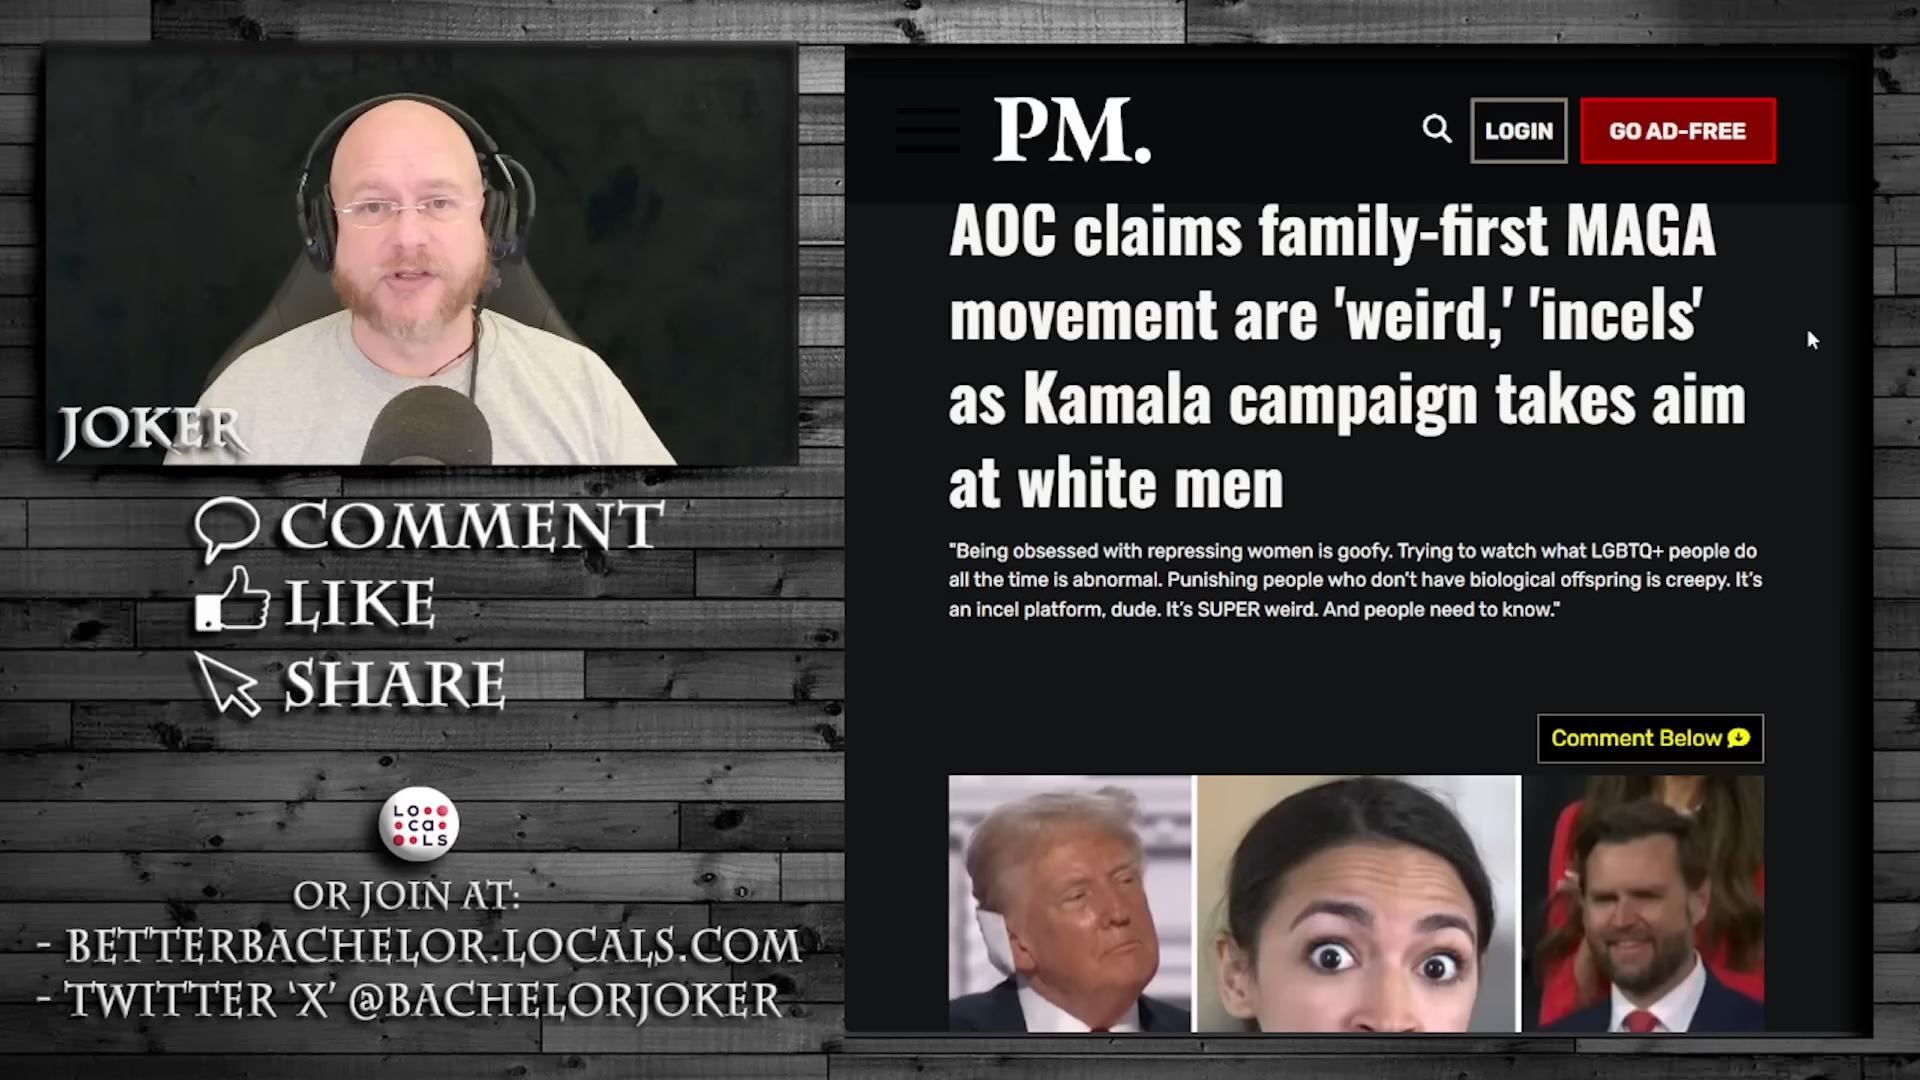 JOKER
COMMENT
LIKE
SHARE
LOCALS
OR JOIN AT:
- BETTERBACHELOR.LOCALS.COM
- TWITTER ‘X’ @BACHELORJOKER
PM.
LOGIN
GO AD-FREE
AOC claims family-first MAGA
movement are 'weird,' 'incels'
as Kamala campaign takes aim
at white men
"Being obsessed with repressing women is goofy. Trying to watch what LGBTQ+ people do
all the time is abnormal. Punishing people who don’t have biological offspring is creepy. It’s
an incel platform, dude. It’s SUPER weird. And people need to know."
Comment Below